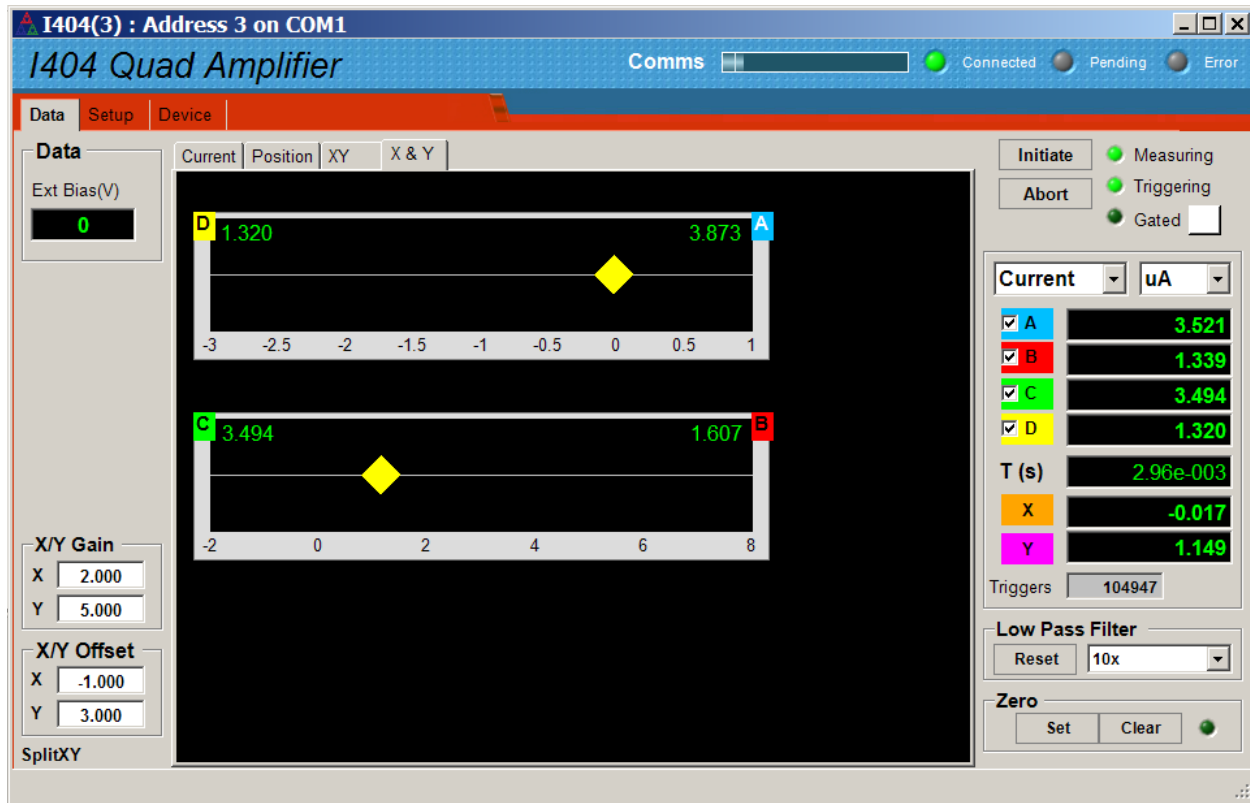 I404(3) : Address 3 on COM1
I404 Quad Amplifier
Comms
Connected
Pending
Error
Data
Setup
Device
Data
Ext Bias(V)
0
Current
Position
XY
X & Y
D
1.320
3.873
A
-3 -2.5 -2 -1.5 -1 -0.5 0 0.5 1
C
3.494
1.607
B
-2 0 2 4 6 8
X/Y Gain
X 2.000
Y 5.000
X/Y Offset
X -1.000
Y 3.000
SplitXY
Initiate
Measuring
Abort
Triggering
Gated
Current
uA
A 3.521
B 1.339
C 3.494
D 1.320
T (s) 2.96e-003
X -0.017
Y 1.149
Triggers 104947
Low Pass Filter
Reset
10x
Zero
Set
Clear